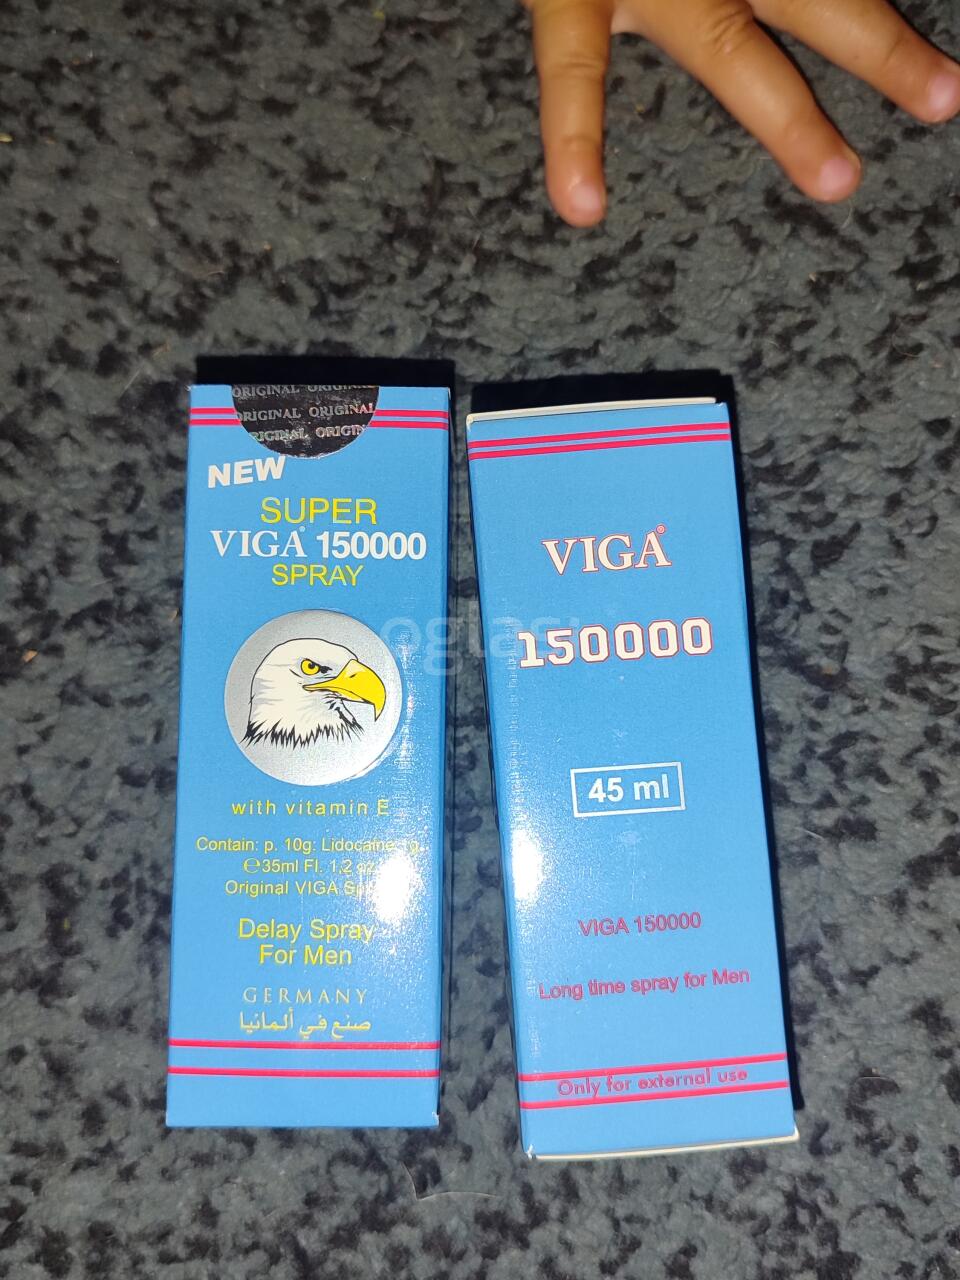 ORIGINAL ORIGINAL
ORIGINAL ORIGINAL
ORIGINAL ORIGIN
NEW
SUPER
VIGA® 150000
SPRAY
with vitamin E
Contain: p. 10g: Lidocaine
℮35ml Fl. 1,2 oz
Original VIGA
Delay Spray
For Men
GERMANY
صنع في ألمانيا
VIGA®
150000
45 ml
VIGA 150000
Long time spray for Men
Only for external use